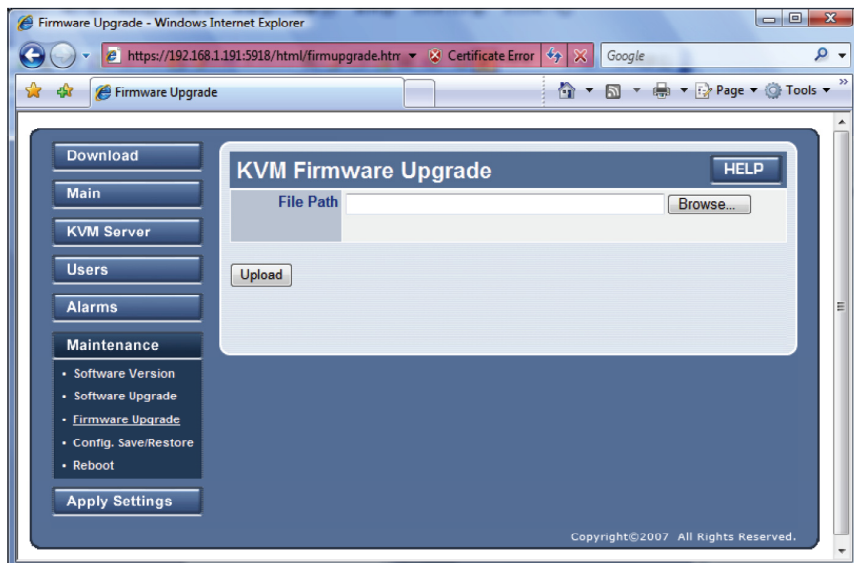 Firmware Upgrade - Windows Internet Explorer
https://192.168.1.191:5918/html/firmupgrade.htm
Certificate Error
Google
Firmware Upgrade
Page
Tools
Download
Main
KVM Server
Users
Alarms
Maintenance
• Software Version
• Software Upgrade
• Firmware Upgrade
• Config. Save/Restore
• Reboot
Apply Settings
KVM Firmware Upgrade
HELP
File Path
Browse...
Upload
Copyright©2007 All Rights Reserved.